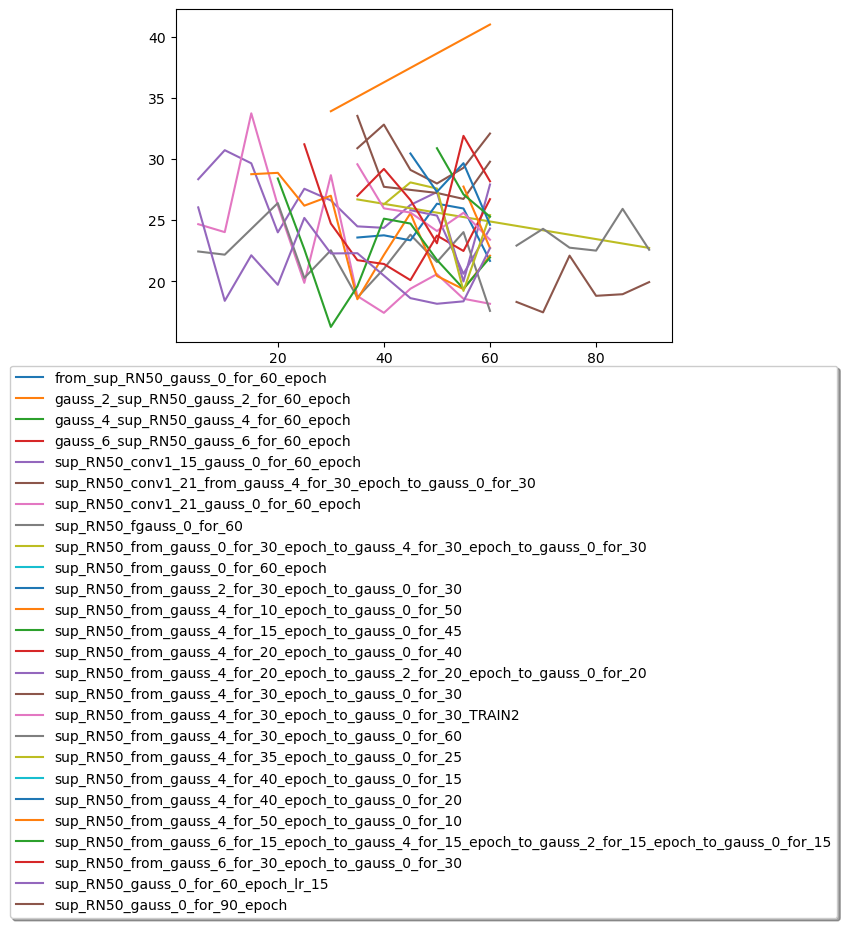 40
35
30
25
20
20 40 60 80
from_sup_RN50_gauss_0_for_60_epoch
gauss_2_sup_RN50_gauss_2_for_60_epoch
gauss_4_sup_RN50_gauss_4_for_60_epoch
gauss_6_sup_RN50_gauss_6_for_60_epoch
sup_RN50_conv1_15_gauss_0_for_60_epoch
sup_RN50_conv1_21_from_gauss_4_for_30_epoch_to_gauss_0_for_30
sup_RN50_conv1_21_gauss_0_for_60_epoch
sup_RN50_fgauss_0_for_60
sup_RN50_from_gauss_0_for_30_epoch_to_gauss_4_for_30_epoch_to_gauss_0_for_30
sup_RN50_from_gauss_0_for_60_epoch
sup_RN50_from_gauss_2_for_30_epoch_to_gauss_0_for_30
sup_RN50_from_gauss_4_for_10_epoch_to_gauss_0_for_50
sup_RN50_from_gauss_4_for_15_epoch_to_gauss_0_for_45
sup_RN50_from_gauss_4_for_20_epoch_to_gauss_0_for_40
sup_RN50_from_gauss_4_for_20_epoch_to_gauss_2_for_20_epoch_to_gauss_0_for_20
sup_RN50_from_gauss_4_for_30_epoch_to_gauss_0_for_30
sup_RN50_from_gauss_4_for_30_epoch_to_gauss_0_for_30_TRAIN2
sup_RN50_from_gauss_4_for_30_epoch_to_gauss_0_for_60
sup_RN50_from_gauss_4_for_35_epoch_to_gauss_0_for_25
sup_RN50_from_gauss_4_for_40_epoch_to_gauss_0_for_15
sup_RN50_from_gauss_4_for_40_epoch_to_gauss_0_for_20
sup_RN50_from_gauss_4_for_50_epoch_to_gauss_0_for_10
sup_RN50_from_gauss_6_for_15_epoch_to_gauss_4_for_15_epoch_to_gauss_2_for_15_epoch_to_gauss_0_for_15
sup_RN50_from_gauss_6_for_30_epoch_to_gauss_0_for_30
sup_RN50_gauss_0_for_60_epoch_lr_15
sup_RN50_gauss_0_for_90_epoch